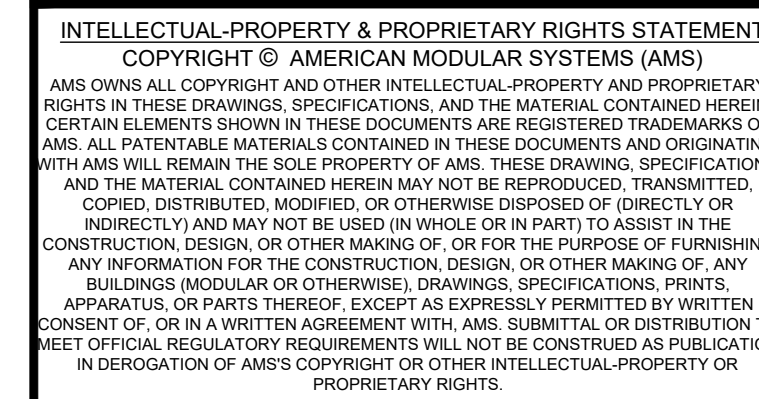 INTELLECTUAL-PROPERTY & PROPRIETARY RIGHTS STATEMENT
COPYRIGHT © AMERICAN MODULAR SYSTEMS (AMS)
AMS OWNS ALL COPYRIGHT AND OTHER INTELLECTUAL-PROPERTY AND PROPRIETARY
RIGHTS IN THESE DRAWINGS, SPECIFICATIONS, AND THE MATERIAL CONTAINED HEREIN
CERTAIN ELEMENTS SHOWN IN THESE DOCUMENTS ARE REGISTERED TRADEMARKS O
AMS. ALL PATENTABLE MATERIALS CONTAINED IN THESE DOCUMENTS AND ORIGINATIN
WITH AMS WILL REMAIN THE SOLE PROPERTY OF AMS. THESE DRAWING, SPECIFICATION
AND THE MATERIAL CONTAINED HEREIN MAY NOT BE REPRODUCED, TRANSMITTED,
COPIED, DISTRIBUTED, MODIFIED, OR OTHERWISE DISPOSED OF (DIRECTLY OR
INDIRECTLY) AND MAY NOT BE USED (IN WHOLE OR IN PART) TO ASSIST IN THE
CONSTRUCTION, DESIGN, OR OTHER MAKING OF, OR FOR THE PURPOSE OF FURNISHIN
ANY INFORMATION FOR THE CONSTRUCTION, DESIGN, OR OTHER MAKING OF, ANY
BUILDINGS (MODULAR OR OTHERWISE), DRAWINGS, SPECIFICATIONS, PRINTS,
APPARATUS, OR PARTS THEREOF, EXCEPT AS EXPRESSLY PERMITTED BY WRITTEN
CONSENT OF, OR IN A WRITTEN AGREEMENT WITH, AMS. SUBMITTAL OR DISTRIBUTION T
MEET OFFICIAL REGULATORY REQUIREMENTS WILL NOT BE CONSTRUED AS PUBLICATIO
IN DEROGATION OF AMS'S COPYRIGHT OR OTHER INTELLECTUAL-PROPERTY OR
PROPRIETARY RIGHTS.